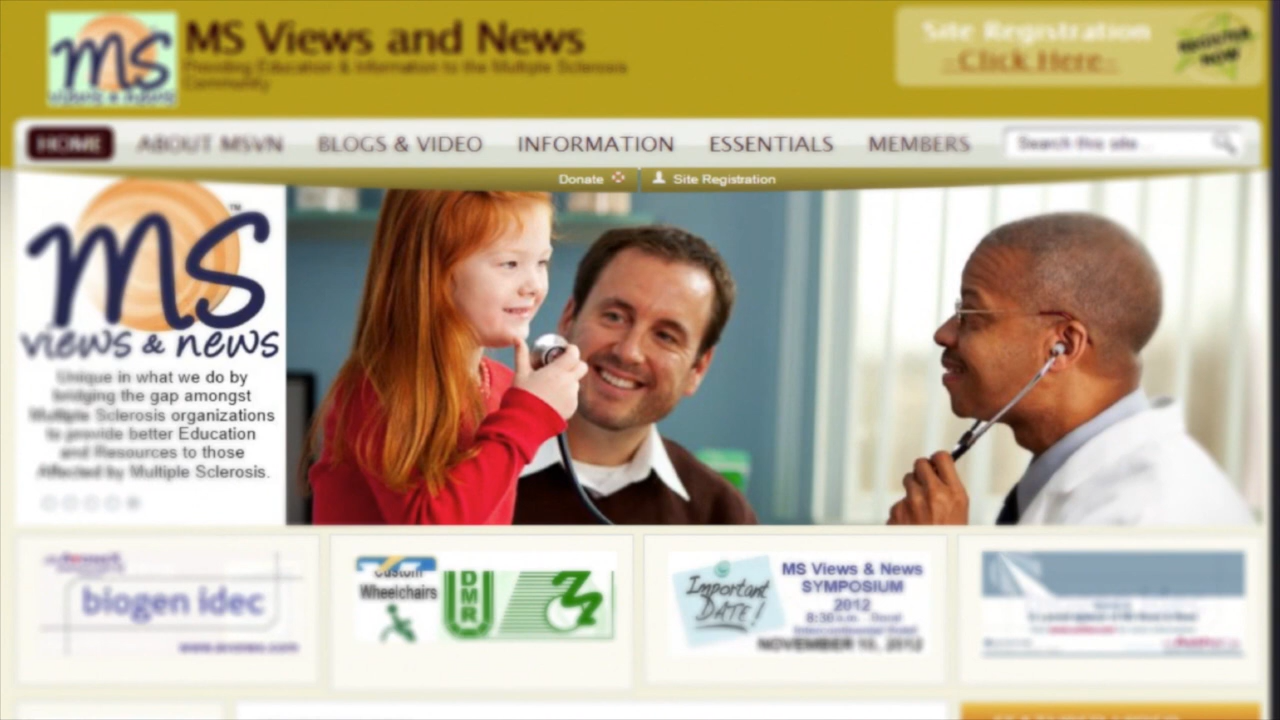 MS Views and News
Providing Education & Information to the Multiple Sclerosis
Community
Site Registration
- Click Here -
REGISTER
NOW
HOME
ABOUT MSVN
BLOGS & VIDEO
INFORMATION
ESSENTIALS
MEMBERS
Search this site...
Donate
Site Registration
MS
views & news
Unique in what we do by
bridging the gap amongst
Multiple Sclerosis organizations
to provide better Education
and Resources to those
Affected by Multiple Sclerosis.
biogen idec
Custom
Wheelchairs
DMR
Important
DATE!
MS Views & News
SYMPOSIUM
2012
NOVEMBER 10, 2012